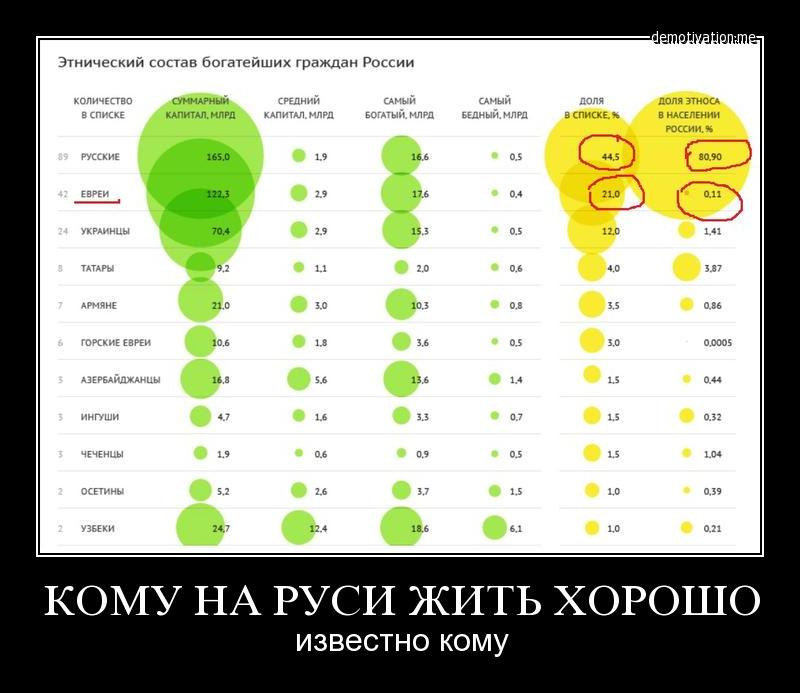 demotivation.me
Этнический состав богатейших граждан России
КОЛИЧЕСТВО В СПИСКЕ СУММАРНЫЙ КАПИТАЛ, МЛРД СРЕДНИЙ КАПИТАЛ, МЛРД САМЫЙ БОГАТЫЙ, МЛРД САМЫЙ БЕДНЫЙ, МЛРД ДОЛЯ В СПИСКЕ, % ДОЛЯ ЭТНОСА В НАСЕЛЕНИИ РОССИИ, %
89 РУССКИЕ 165,0 1,9 16,6 0,5 44,5 80,90
42 ЕВРЕИ 122,3 2,9 17,6 0,4 21,0 0,11
24 УКРАИНЦЫ 70,4 2,9 15,3 0,5 12,0 1,41
8 ТАТАРЫ 9,2 1,1 2,0 0,6 4,0 3,87
7 АРМЯНЕ 21,0 3,0 10,3 0,8 3,5 0,86
6 ГОРСКИЕ ЕВРЕИ 10,6 1,8 3,6 0,5 3,0 0,0005
3 АЗЕРБАЙДЖАНЦЫ 16,8 5,6 13,6 1,4 1,5 0,44
3 ИНГУШИ 4,7 1,6 3,3 0,7 1,5 0,32
3 ЧЕЧЕНЦЫ 1,9 0,6 0,9 0,5 1,5 1,04
2 ОСЕТИНЫ 5,2 2,6 3,7 1,5 1,0 0,39
2 УЗБЕКИ 24,7 12,4 18,6 6,1 1,0 0,21
КОМУ НА РУСИ ЖИТЬ ХОРОШО
известно кому